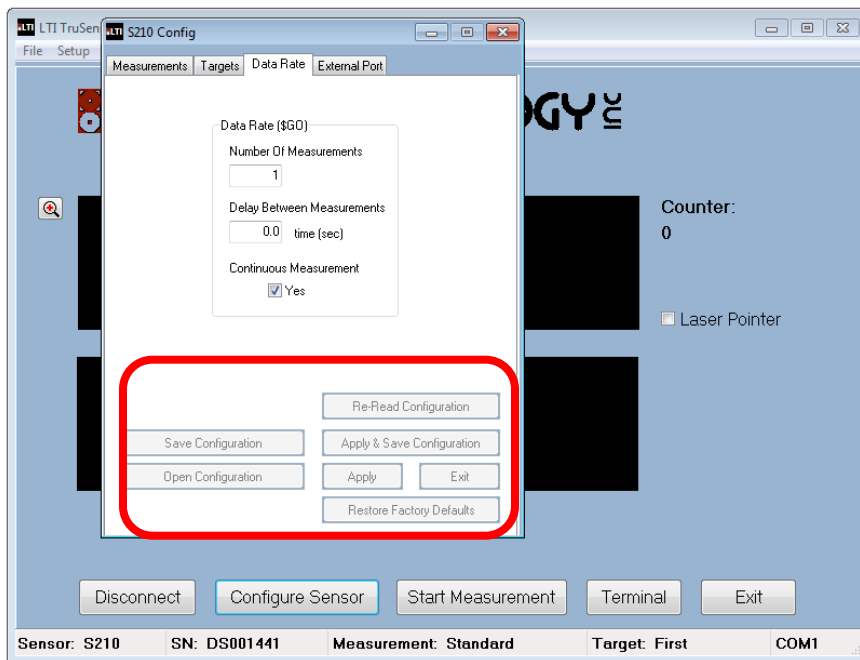 LTI TruSen
File Setup
S210 Config
Measurements Targets Data Rate External Port
Data Rate ($GO)
Number Of Measurements
1
Delay Between Measurements
0.0 time (sec)
Continuous Measurement
Yes
Re-Read Configuration
Save Configuration Apply & Save Configuration
Open Configuration Apply Exit
Restore Factory Defaults
OGY INC
Counter:
0
Laser Pointer
Disconnect Configure Sensor Start Measurement Terminal Exit
Sensor: S210 SN: DS001441 Measurement: Standard Target: First COM1